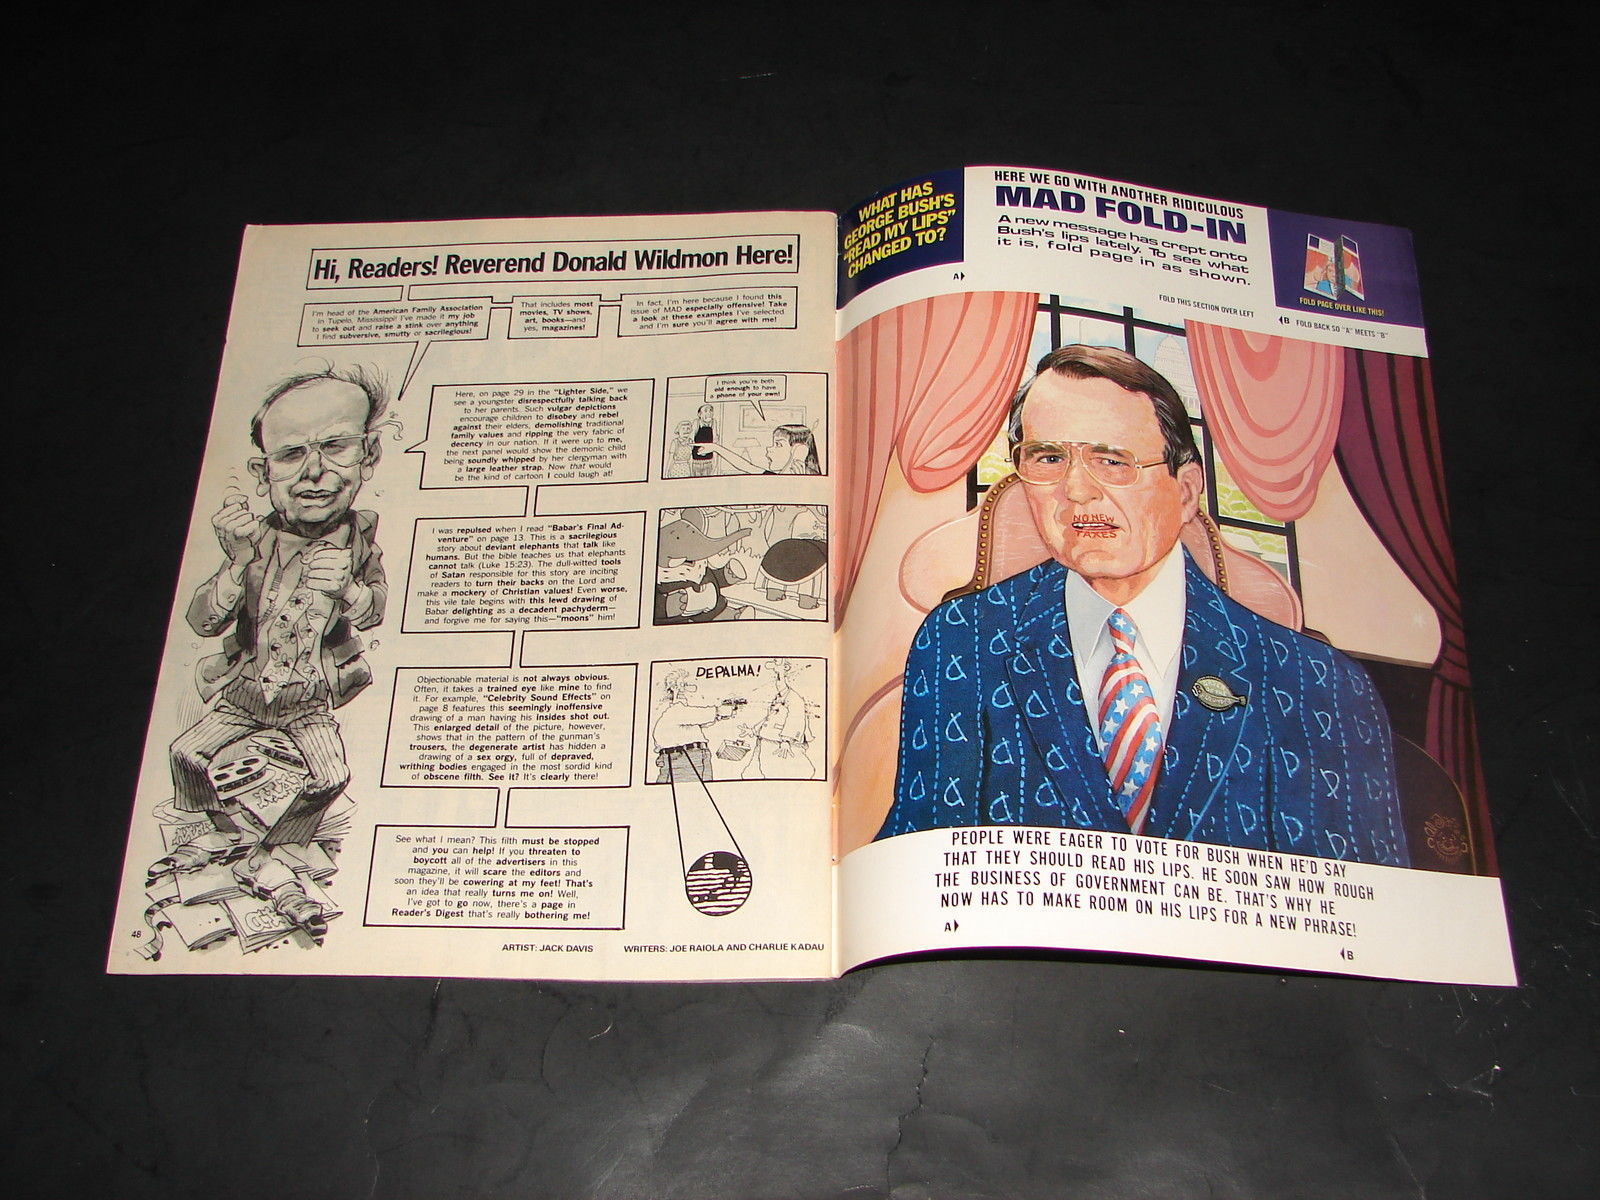 Hi, Readers! Reverend Donald Wildmon Here!
I'm head of the American Family Association
in Tupelo, Mississippi! I've made it my job
to seek out and raise a stink over anything
I find subversive, smutty or sacrilegious!
That includes most
movies, TV shows,
art, books—and
yes, magazines!
In fact, I'm here because I found this
issue of MAD especially offensive! Take
a look at these examples I've selected
and I'm sure you'll agree with me!
Here, on page 29 in the "Lighter Side," we
see a youngster disrespectfully talking back
to her parents. Such vulgar depictions
encourage children to disobey and rebel
against their elders, demolishing traditional
family values and ripping the very fabric of
decency in our nation. If it were up to me,
the next panel would show the demonic child
being soundly whipped by her clergyman with
a large leather strap. Now that would
be the kind of cartoon I could laugh at!
I think you're both
old enough to have
a phone of your own!
I was repulsed when I read "Babar's Final Ad-
venture" on page 13. This is a sacrilegious
story about deviant elephants that talk like
humans. But the bible teaches us that elephants
cannot talk (Luke 15:23). The dull-witted tools
of Satan responsible for this story are inciting
readers to turn their backs on the Lord and
make a mockery of Christian values! Even worse,
this vile tale begins with this lewd drawing of
Babar delighting as a decadent pachyderm—
and forgive me for saying this—"moons" him!
Objectionable material is not always obvious.
Often, it takes a trained eye like mine to find
it. For example, "Celebrity Sound Effects" on
page 8 features this seemingly inoffensive
drawing of a man having his insides shot out.
This enlarged detail of the picture, however,
shows that in the pattern of the gunman's
trousers, the degenerate artist has hidden a
drawing of a sex orgy, full of depraved,
writhing bodies engaged in the most sordid kind
of obscene filth. See it? It's clearly there!
DEPALMA!
See what I mean? This filth must be stopped
and you can help! If you threaten to
boycott all of the advertisers in this
magazine, it will scare the editors and
soon they'll be cowering at my feet! That's
an idea that really turns me on! Well,
I've got to go now, there's a page in
Reader's Digest that's really bothering me!
48
ARTIST: JACK DAVIS WRITERS: JOE RAIOLA AND CHARLIE KADAU
WHAT HAS
GEORGE BUSH'S
"READ MY LIPS"
CHANGED TO?
HERE WE GO WITH ANOTHER RIDICULOUS
MAD FOLD-IN
A new message has crept onto
Bush's lips lately. To see what
it is, fold page in as shown.
FOLD PAGE OVER LIKE THIS!
A
FOLD THIS SECTION OVER LEFT
B FOLD BACK SO "A" MEETS "B"
NO NEW
TAXES
PEOPLE WERE EAGER TO VOTE FOR BUSH WHEN HE'D SAY
THAT THEY SHOULD READ HIS LIPS. HE SOON SAW HOW ROUGH
THE BUSINESS OF GOVERNMENT CAN BE. THAT'S WHY HE
NOW HAS TO MAKE ROOM ON HIS LIPS FOR A NEW PHRASE!
A
B